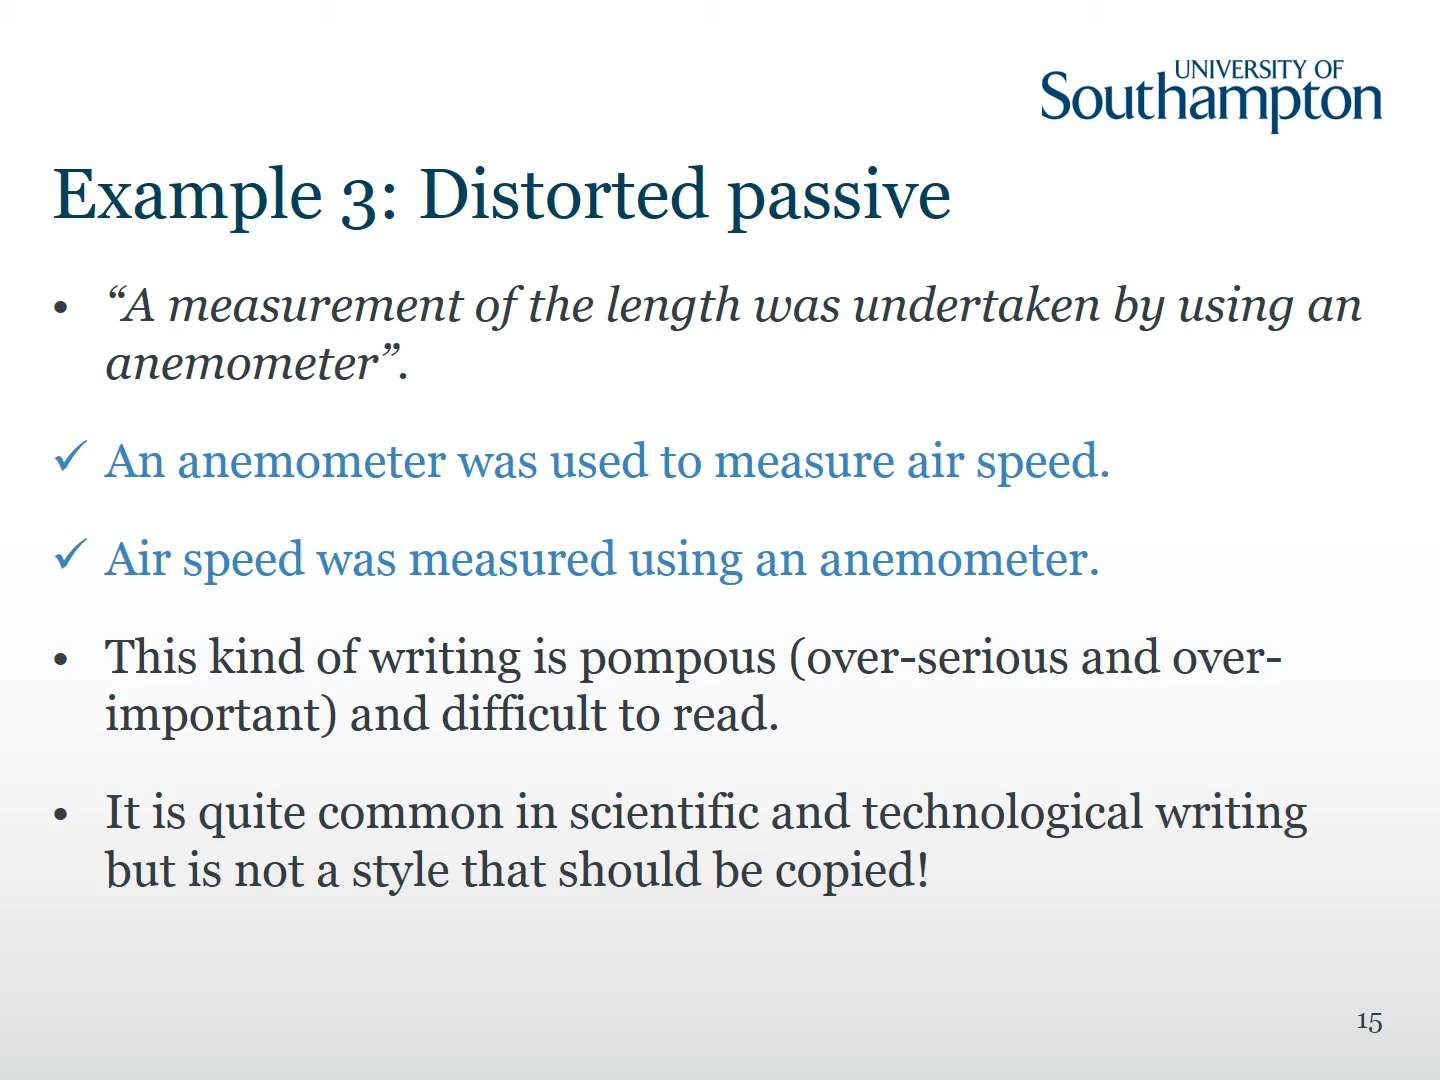 UNIVERSITY OF
Southampton
Example 3: Distorted passive
• “A measurement of the length was undertaken by using an
anemometer”.
✓ An anemometer was used to measure air speed.
✓ Air speed was measured using an anemometer.
• This kind of writing is pompous (over-serious and over-
important) and difficult to read.
• It is quite common in scientific and technological writing
but is not a style that should be copied!
15